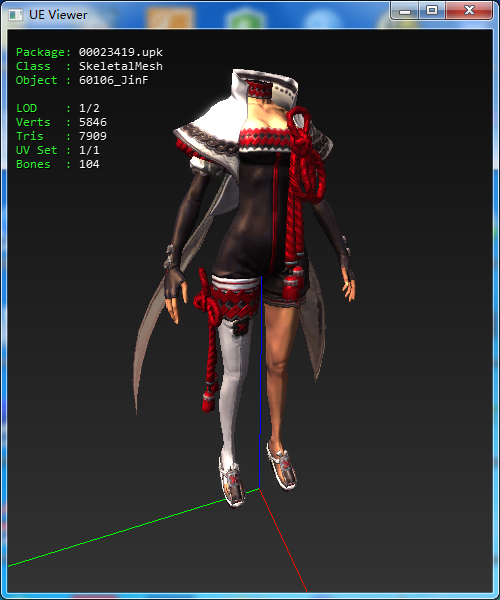 UE Viewer
Package: 00023419.upk
Class : SkeletalMesh
Object : 60106_JinF
LOD : 1/2
Verts : 5846
Tris : 7909
UV Set : 1/1
Bones : 104